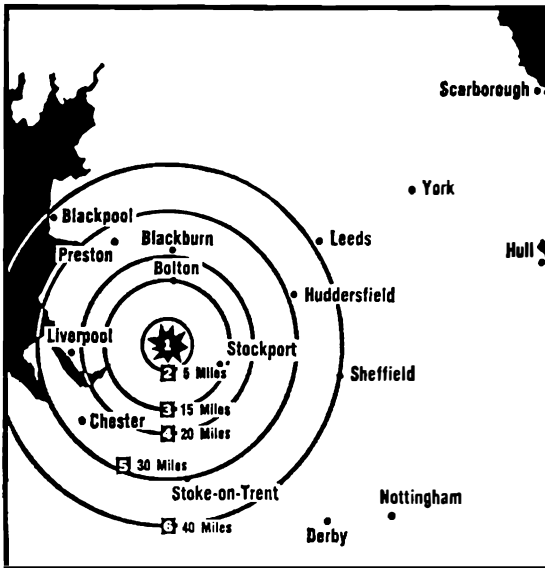 Scarborough
York
Blackpool
Leeds
Blackburn
Preston
Hull
Bolton
Huddersfield
Liverpool
1
Stockport
2 5 Miles
Sheffield
3 15 Miles
Chester
4 20 Miles
5 30 Miles
Stoke-on-Trent
Nottingham
6 40 Miles
Derby